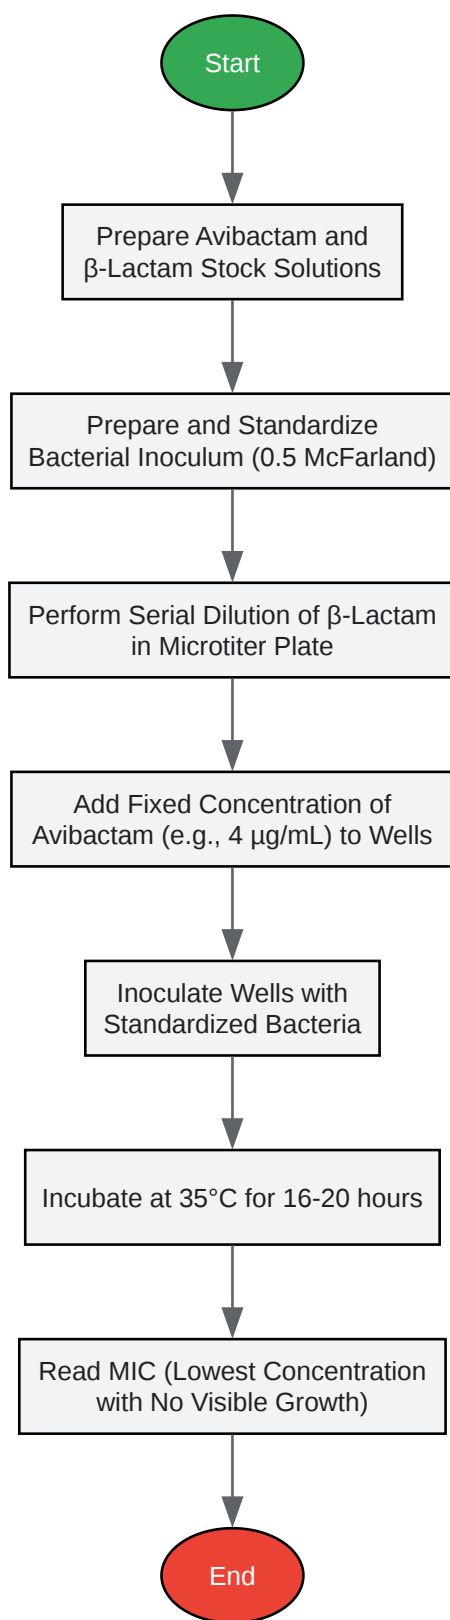 Start
Prepare Avibactam and
β-Lactam Stock Solutions
Prepare and Standardize
Bacterial Inoculum (0.5 McFarland)
Perform Serial Dilution of β-Lactam
in Microtiter Plate
Add Fixed Concentration of
Avibactam (e.g., 4 µg/mL) to Wells
Inoculate Wells with
Standardized Bacteria
Incubate at 35°C for 16-20 hours
Read MIC (Lowest Concentration
with No Visible Growth)
End